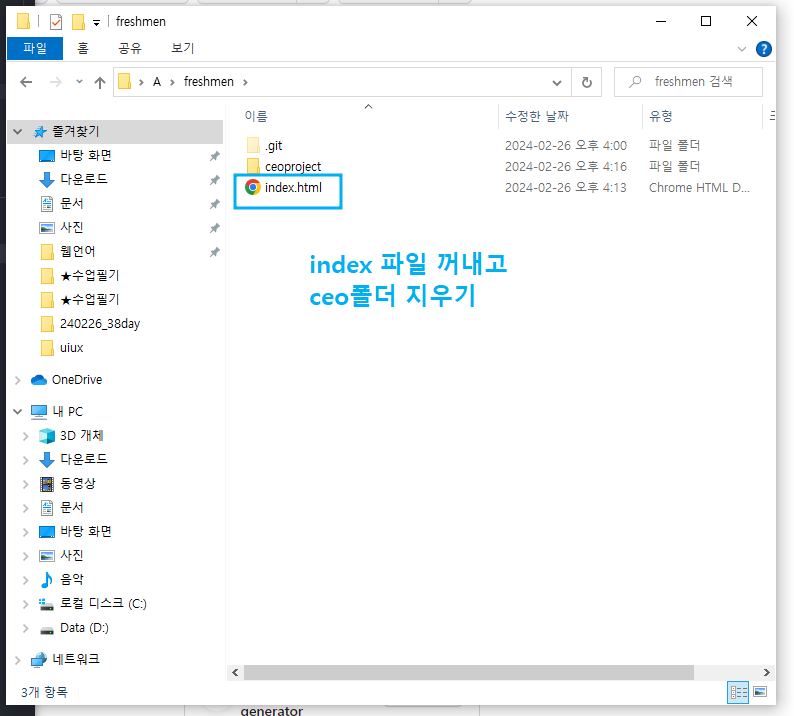 freshmen
파일 홈 공유 보기
A freshmen
freshmen 검색
이름 수정한 날짜 유형
.git 2024-02-26 오후 4:00 파일 폴더
ceoproject 2024-02-26 오후 4:16 파일 폴더
index.html 2024-02-26 오후 4:13 Chrome HTML D...
index 파일 꺼내고
ceo폴더 지우기
즐겨찾기
바탕 화면
다운로드
문서
사진
웹언어
★수업필기
★수업필기
240226_38day
uiux
OneDrive
내 PC
3D 개체
다운로드
동영상
문서
바탕 화면
사진
음악
로컬 디스크 (C:)
Data (D:)
네트워크
3개 항목
generator